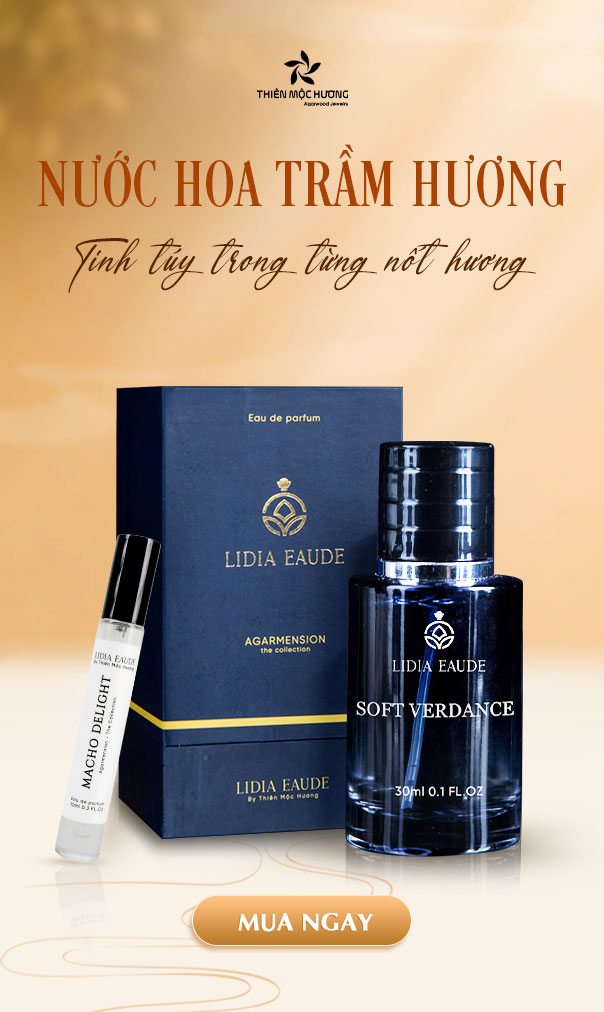 THIÊN MỘC HƯƠNG
Agarwood Jewelry
NƯỚC HOA TRẦM HƯƠNG
Tinh túy trong từng nốt hương
Eau de parfum
LIDIA EAUDE
AGARMENSION
the collection
LIDIA EAUDE
By Thiên Mộc Hương
LIDIA EAUDE
By Thiên Mộc Hương
MACHO DELIGHT
Agarmension - The Collection
Eau de parfum
10ml 0.3 FL.OZ
LIDIA EAUDE
SOFT VERDANCE
30ml 0.1 FL.OZ
MUA NGAY